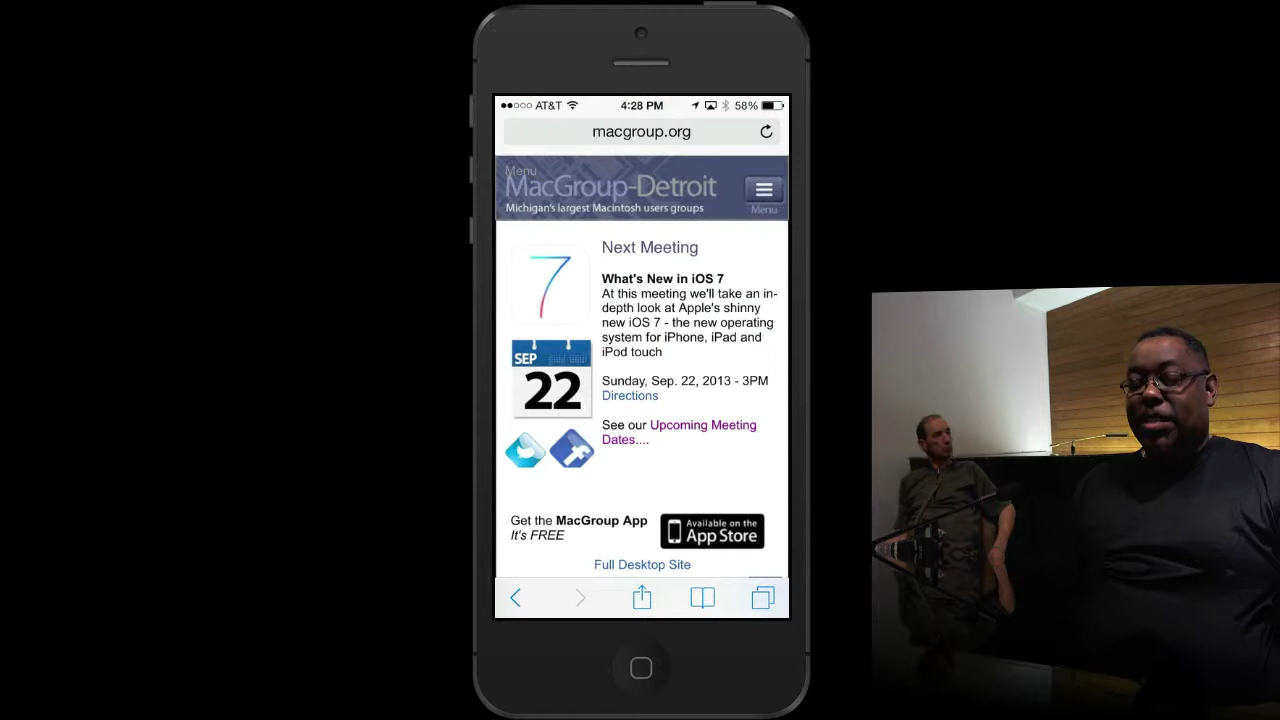 AT&T 4:28 PM 58%
macgroup.org
Menu
MacGroup-Detroit
Michigan's largest Macintosh users groups
Menu
Next Meeting
7
What's New in iOS 7
At this meeting we'll take an in-
depth look at Apple's shinny
new iOS 7 - the new operating
system for iPhone, iPad and
iPod touch
SEP
22
Sunday, Sep. 22, 2013 - 3PM
Directions
See our Upcoming Meeting
Dates....
f
Get the MacGroup App
It's FREE
Available on the
App Store
Full Desktop Site